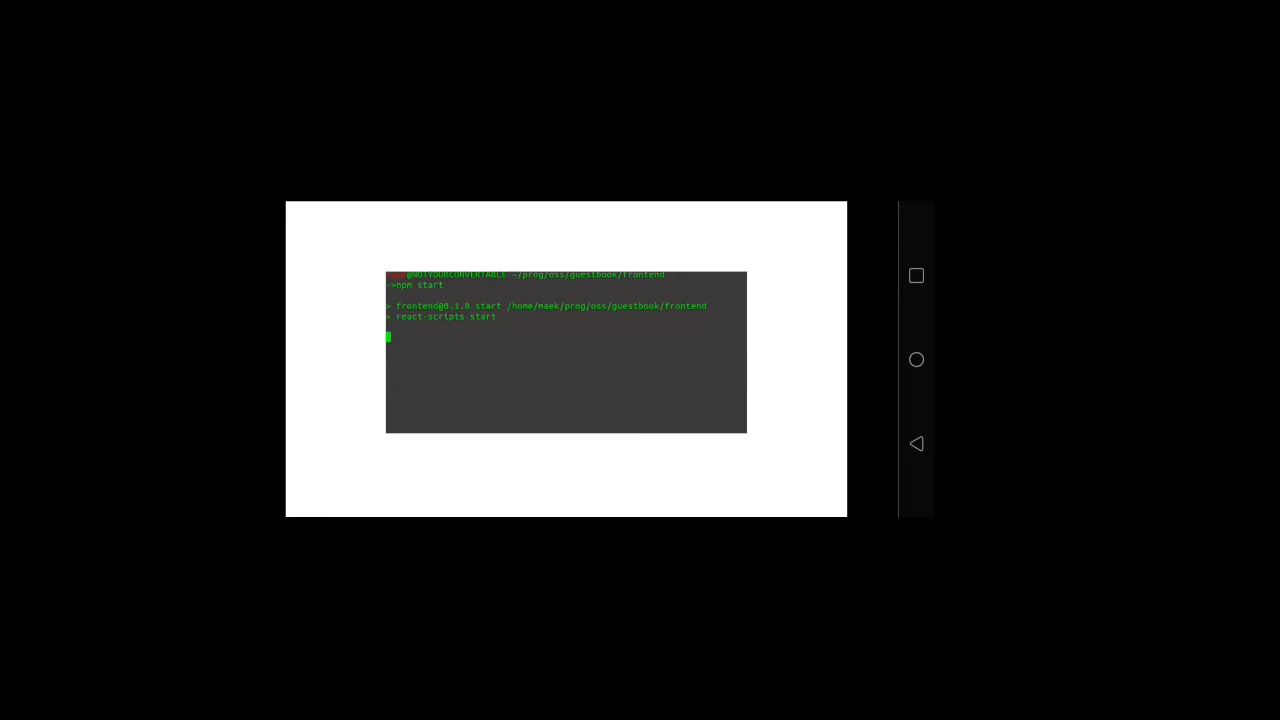 @NOTYOURCONVERTABLE ~/prog/oss/guestbook/frontend
->npm start
> frontend@0.1.0 start /home/maek/prog/oss/guestbook/frontend
> react-scripts start